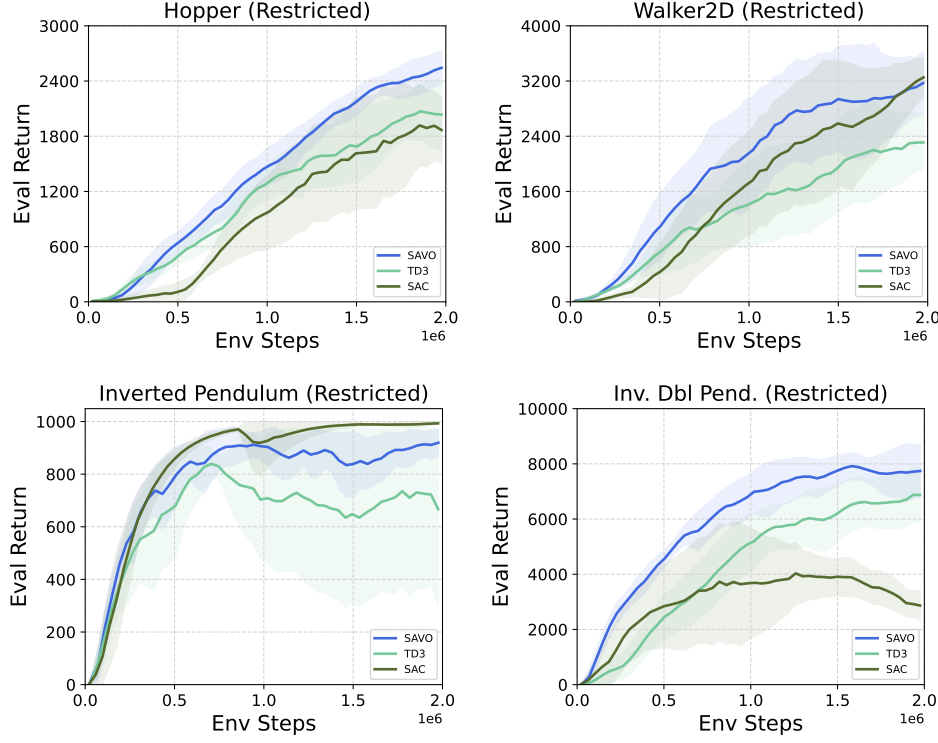 Hopper (Restricted)
3000
2400
1800
1200
600
0
Eval Return
SAVO
TD3
SAC
0.0 0.5 1.0 1.5 2.0
1e6
Env Steps
Walker2D (Restricted)
4000
3200
2400
1600
800
0
Eval Return
SAVO
TD3
SAC
0.0 0.5 1.0 1.5 2.0
1e6
Env Steps
Inverted Pendulum (Restricted)
1000
800
600
400
200
0
Eval Return
SAVO
TD3
SAC
0.0 0.5 1.0 1.5 2.0
1e6
Env Steps
Inv. Dbl Pend. (Restricted)
10000
8000
6000
4000
2000
0
Eval Return
SAVO
TD3
SAC
0.0 0.5 1.0 1.5 2.0
1e6
Env Steps